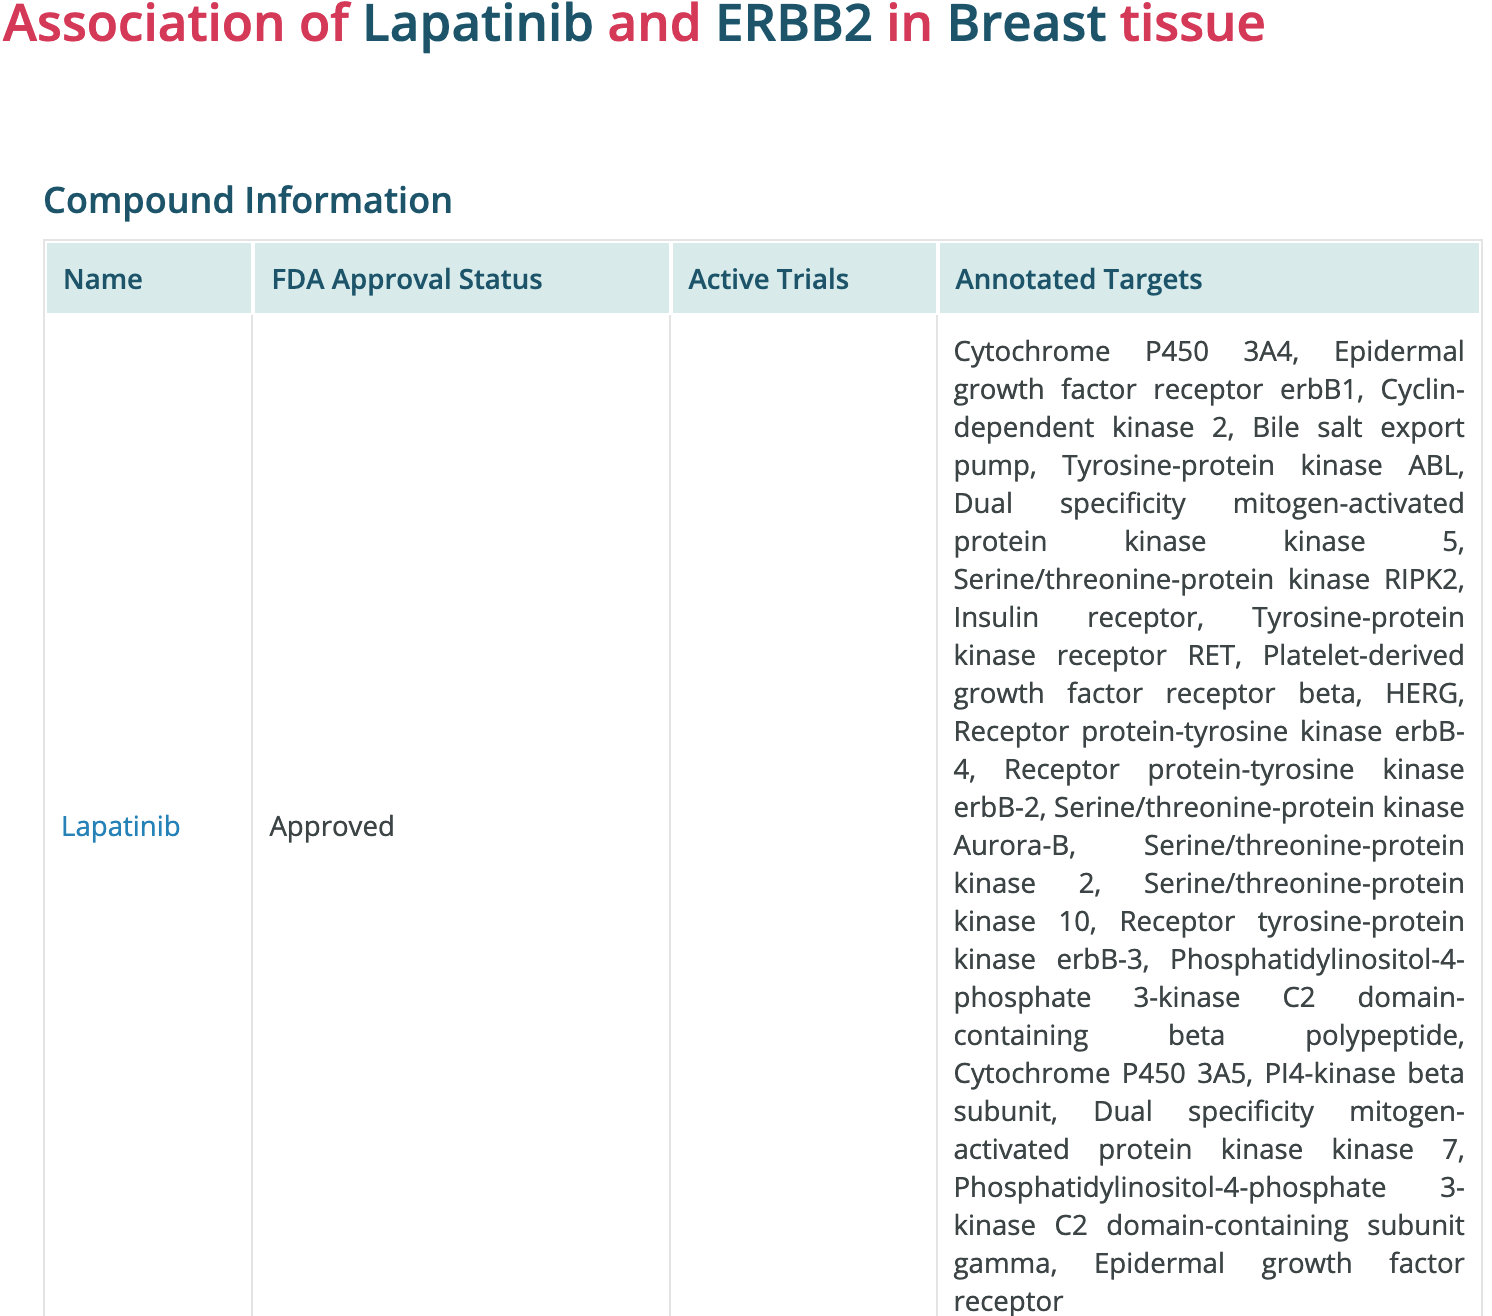 Association of Lapatinib and ERBB2 in Breast tissue
Compound Information
Name FDA Approval Status Active Trials Annotated Targets
Lapatinib
Approved
Cytochrome P450 3A4, Epidermal
growth factor receptor erbB1, Cyclin-
dependent kinase 2, Bile salt export
pump, Tyrosine-protein kinase ABL,
Dual specificity mitogen-activated
protein kinase kinase 5,
Serine/threonine-protein kinase RIPK2,
Insulin receptor, Tyrosine-protein
kinase receptor RET, Platelet-derived
growth factor receptor beta, HERG,
Receptor protein-tyrosine kinase erbB-
4, Receptor protein-tyrosine kinase
erbB-2, Serine/threonine-protein kinase
Aurora-B, Serine/threonine-protein
kinase 2, Serine/threonine-protein
kinase 10, Receptor tyrosine-protein
kinase erbB-3, Phosphatidylinositol-4-
phosphate 3-kinase C2 domain-
containing beta polypeptide,
Cytochrome P450 3A5, PI4-kinase beta
subunit, Dual specificity mitogen-
activated protein kinase kinase 7,
Phosphatidylinositol-4-phosphate 3-
kinase C2 domain-containing subunit
gamma, Epidermal growth factor
receptor